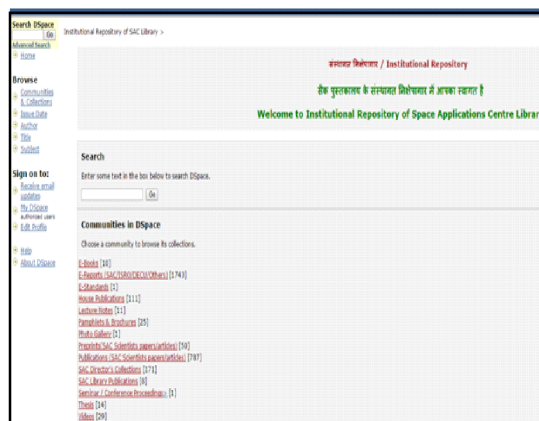 Search DSpace
Go
Advanced Search
Home
Browse
Communities
& Collections
Issue Date
Author
Title
Subject
Sign on to:
Receive email
updates
My DSpace
authorized users
Edit Profile
Help
About DSpace
Institutional Repository of SAC Library >
संस्थागत निक्षेपागार / Institutional Repository
सैक पुस्तकालय के संस्थागत निक्षेपागार में आपका स्वागत है
Welcome to Institutional Repository of Space Applications Centre Librar
Search
Enter some text in the box below to search DSpace.
Go
Communities in DSpace
Choose a community to browse its collections.
E-Books [10]
E-Reports (SAC/ISRO/DECU/Others) [1743]
E-Standards [1]
House Publications [111]
Lecture Notes [11]
Pamphlets & Brochures [25]
Photo Gallery [1]
Preprints(SAC Scientists papers/articles) [50]
Publications (SAC Scientists papers/articles) [787]
SAC Director's Collections [171]
SAC Library Publications [8]
Seminar / Conference Proceedings> [1]
Thesis [14]
Videos [29]